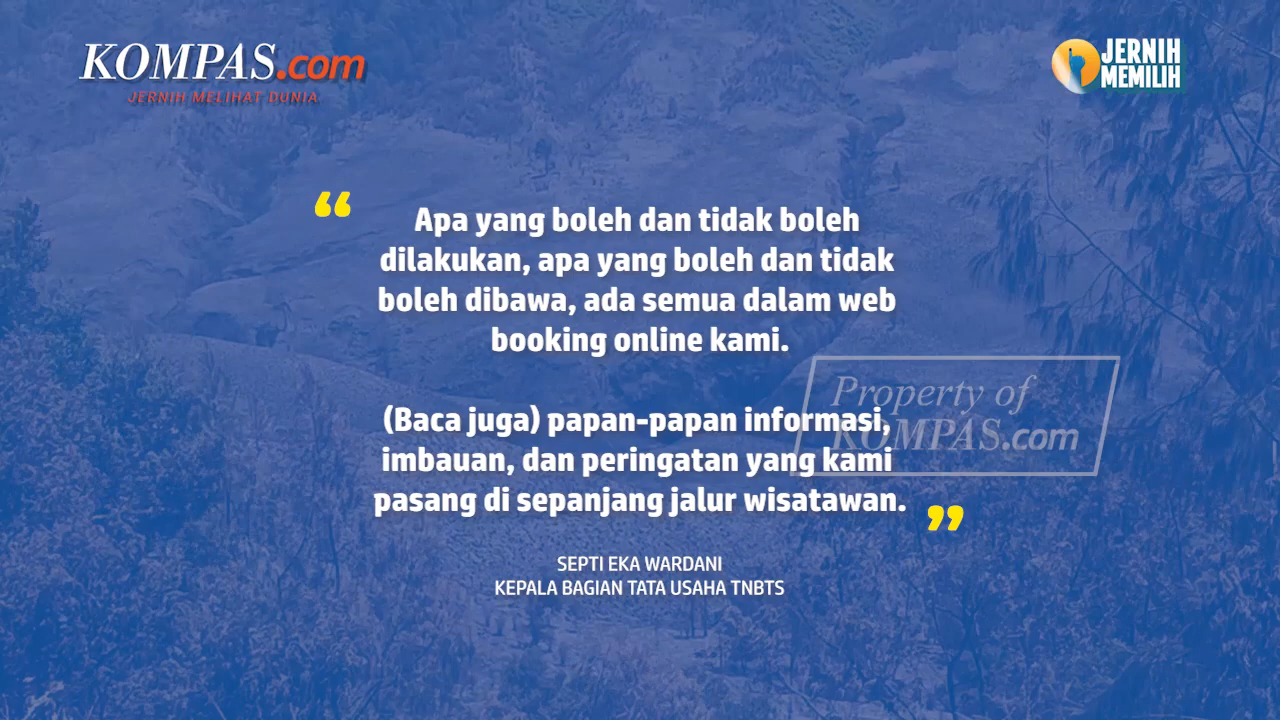 KOMPAS.com
JERNIH MELIHAT DUNIA
JERNIH
MEMILIH
“
Apa yang boleh dan tidak boleh
dilakukan, apa yang boleh dan tidak
boleh dibawa, ada semua dalam web
booking online kami.
(Baca juga) papan-papan informasi,
imbauan, dan peringatan yang kami
pasang di sepanjang jalur wisatawan.
”
Property of
KOMPAS.com
SEPTI EKA WARDANI
KEPALA BAGIAN TATA USAHA TNBTS